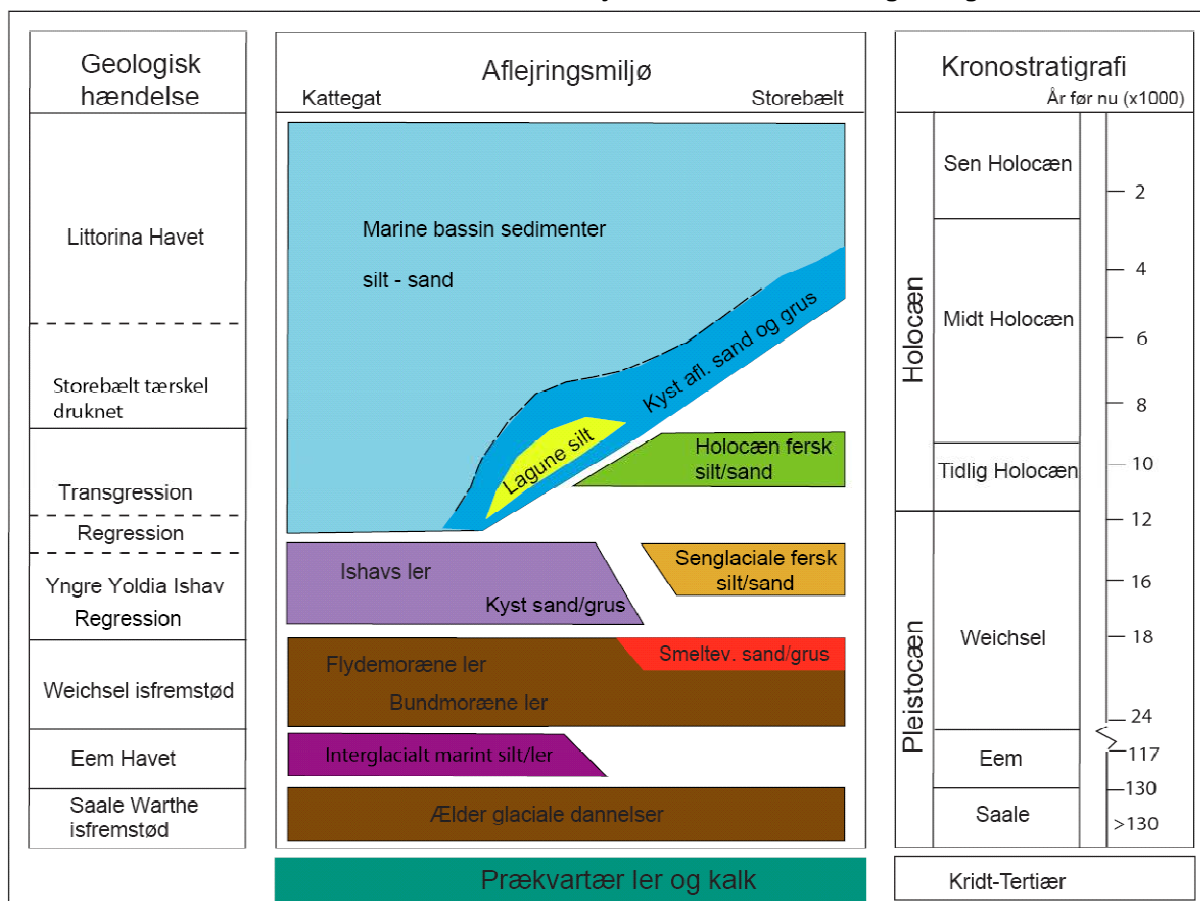 Geologisk
hændelse
Littorina Havet
Storebælt tærskel
druknet
Transgression
Regression
Yngre Yoldia Ishav
Regression
Weichsel isfremstød
Eem Havet
Saale Warthe
isfremstød
Aflejringsmiljø
Kattegat
Storebælt
Marine bassin sedimenter
silt - sand
Kyst afl. sand og grus
Lagune silt
Holocæn fersk
silt/sand
Ishavs ler
Kyst sand/grus
Senglaciale fersk
silt/sand
Smeltev. sand/grus
Flydemoræne ler
Bundmoræne ler
Interglacialt marint silt/ler
Ælder glaciale dannelser
Prækvartær ler og kalk
Kronostratigrafi
År før nu (x1000)
Holocæn
Sen Holocæn
Midt Holocæn
Tidlig Holocæn
Pleistocæn
Weichsel
Eem
Saale
2
4
6
8
10
12
16
18
24
117
130
>130
Kridt-Tertiær